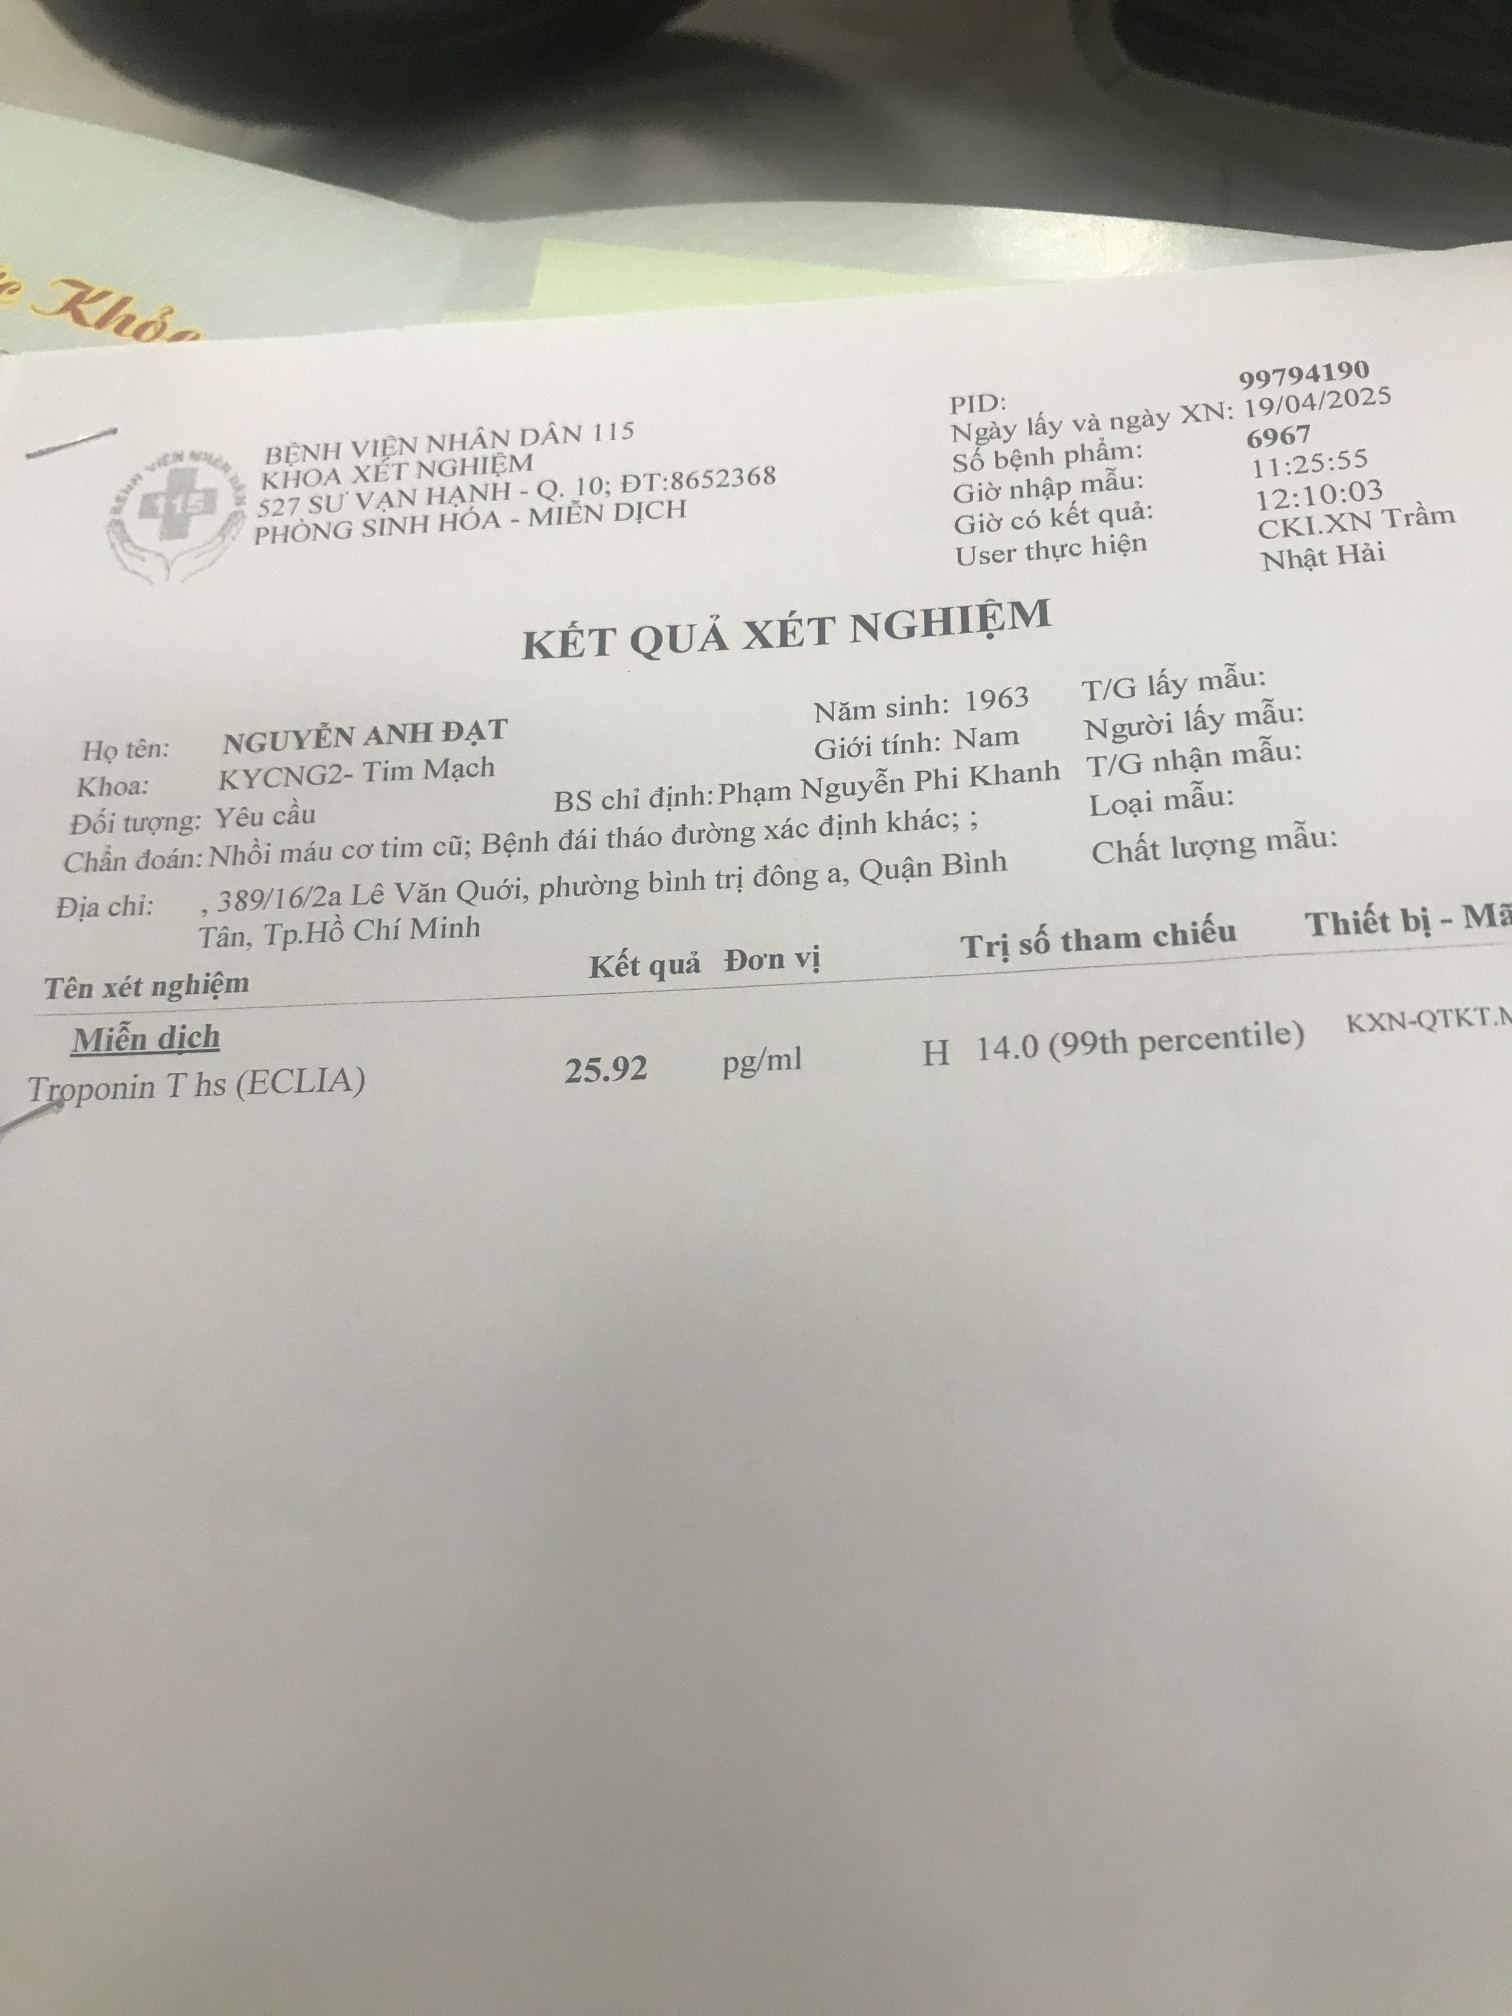 Khỏe
BỆNH VIỆN NHÂN DÂN 115
KHOA XÉT NGHIỆM
527 SƯ VẠN HẠNH - Q. 10; ĐT:8652368
PHÒNG SINH HÓA - MIỄN DỊCH
BỆNH VIỆN NHÂN DÂN
115
PID: 99794190
Ngày lấy và ngày XN: 19/04/2025
Số bệnh phẩm: 6967
Giờ nhập mẫu: 11:25:55
Giờ có kết quả: 12:10:03
User thực hiện CKI.XN Trầm
Nhật Hải
KẾT QUẢ XÉT NGHIỆM
Họ tên: NGUYỄN ANH ĐẠT Năm sinh: 1963 T/G lấy mẫu:
Khoa: KYCNG2- Tim Mạch Giới tính: Nam Người lấy mẫu:
Đối tượng: Yêu cầu BS chỉ định: Phạm Nguyễn Phi Khanh T/G nhận mẫu:
Chẩn đoán: Nhồi máu cơ tim cũ; Bệnh đái tháo đường xác định khác; ; Loại mẫu:
Địa chỉ: , 389/16/2a Lê Văn Quới, phường bình trị đông a, Quận Bình Chất lượng mẫu:
Tân, Tp.Hồ Chí Minh
Tên xét nghiệm Kết quả Đơn vị Trị số tham chiếu Thiết bị - Mã
Miễn dịch
Troponin T hs (ECLIA) 25.92 pg/ml H 14.0 (99th percentile) KXN-QTKT.M